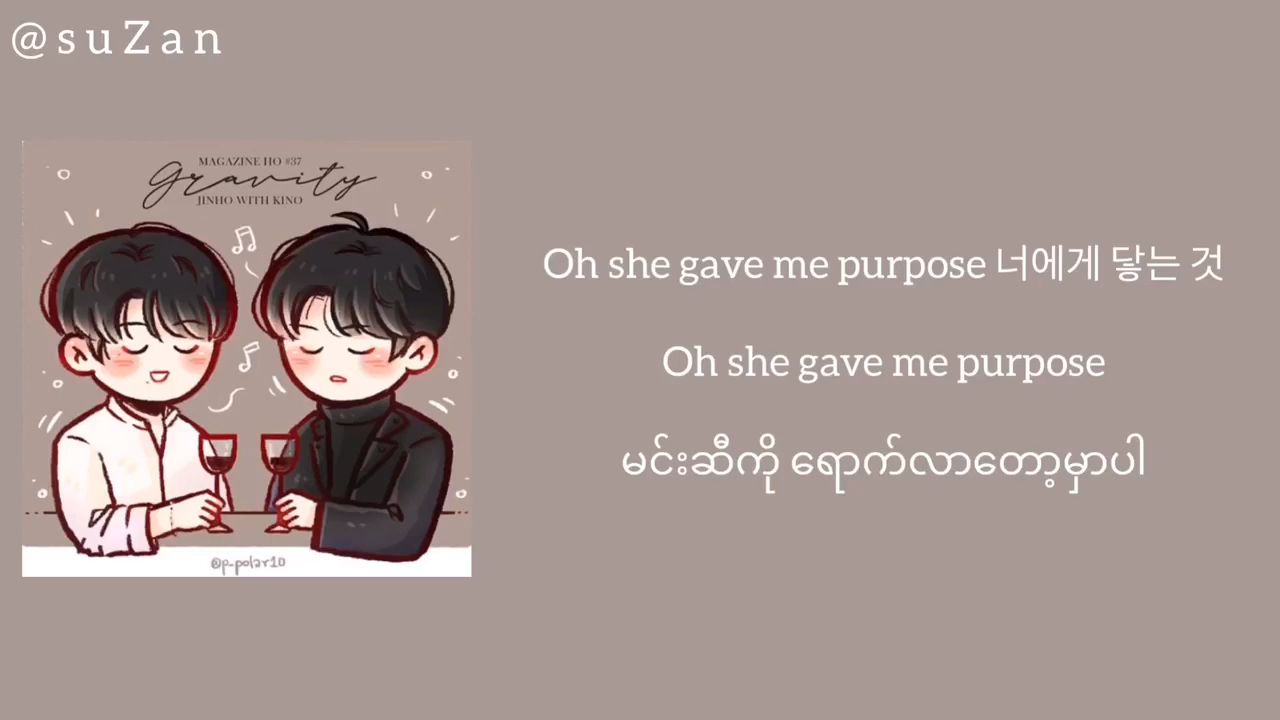 @suZan
MAGAZINE HO #37
gravity
JINHO WITH KINO
@p-polar10
Oh she gave me purpose 너에게 닿는 것
Oh she gave me purpose
မင်းဆီကို ရောက်လာတော့မှာပါ